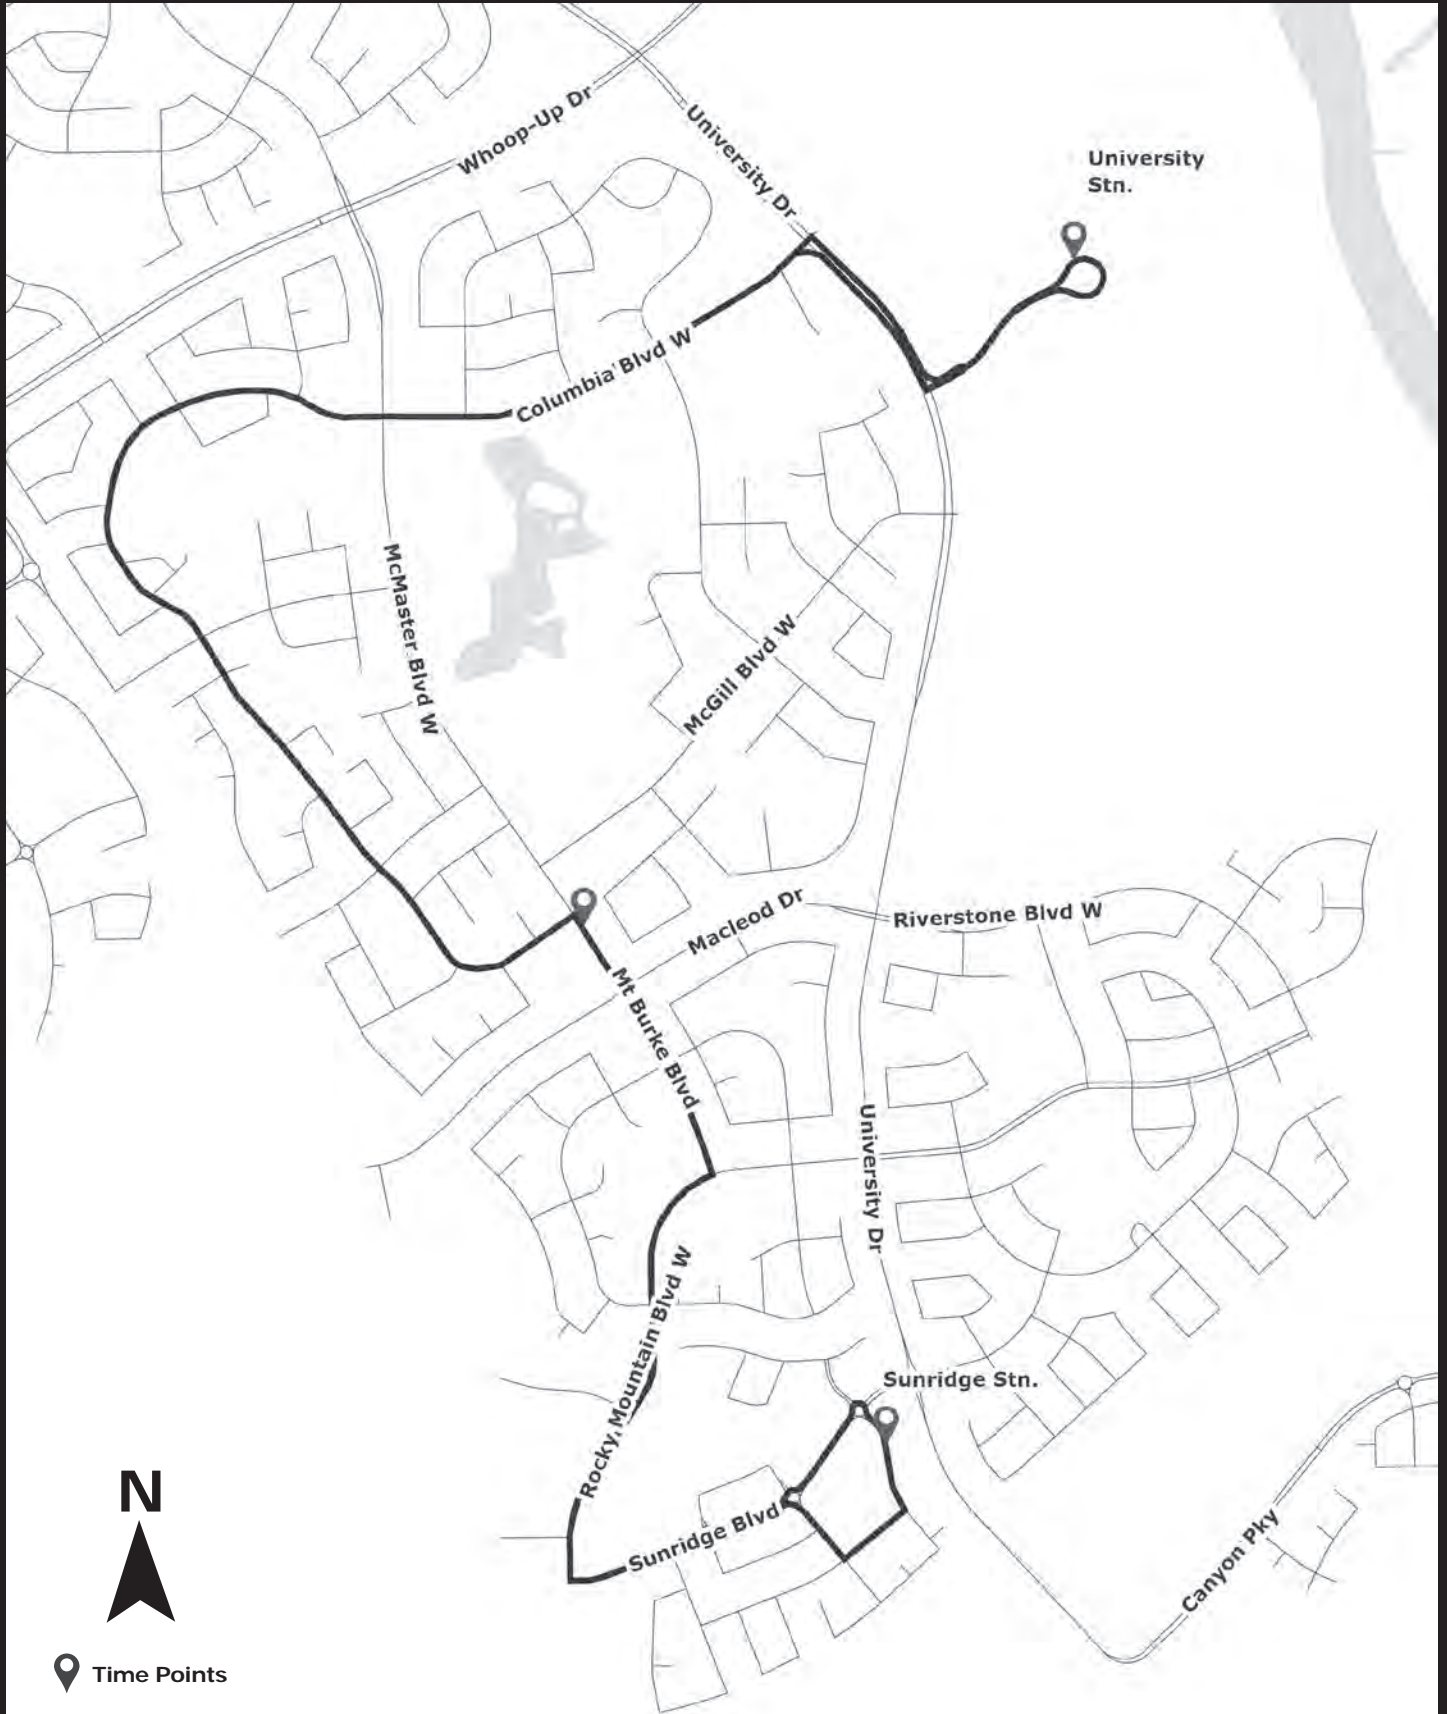 Whoop-Up Dr
University Dr
University
Stn.
Columbia Blvd W
McMaster Blvd W
McGill Blvd W
Macleod Dr
Riverstone Blvd W
Mt Burke Blvd
University Dr
Rocky Mountain Blvd W
Sunridge Stn.
Sunridge Blvd
Canyon Pky
N
Time Points